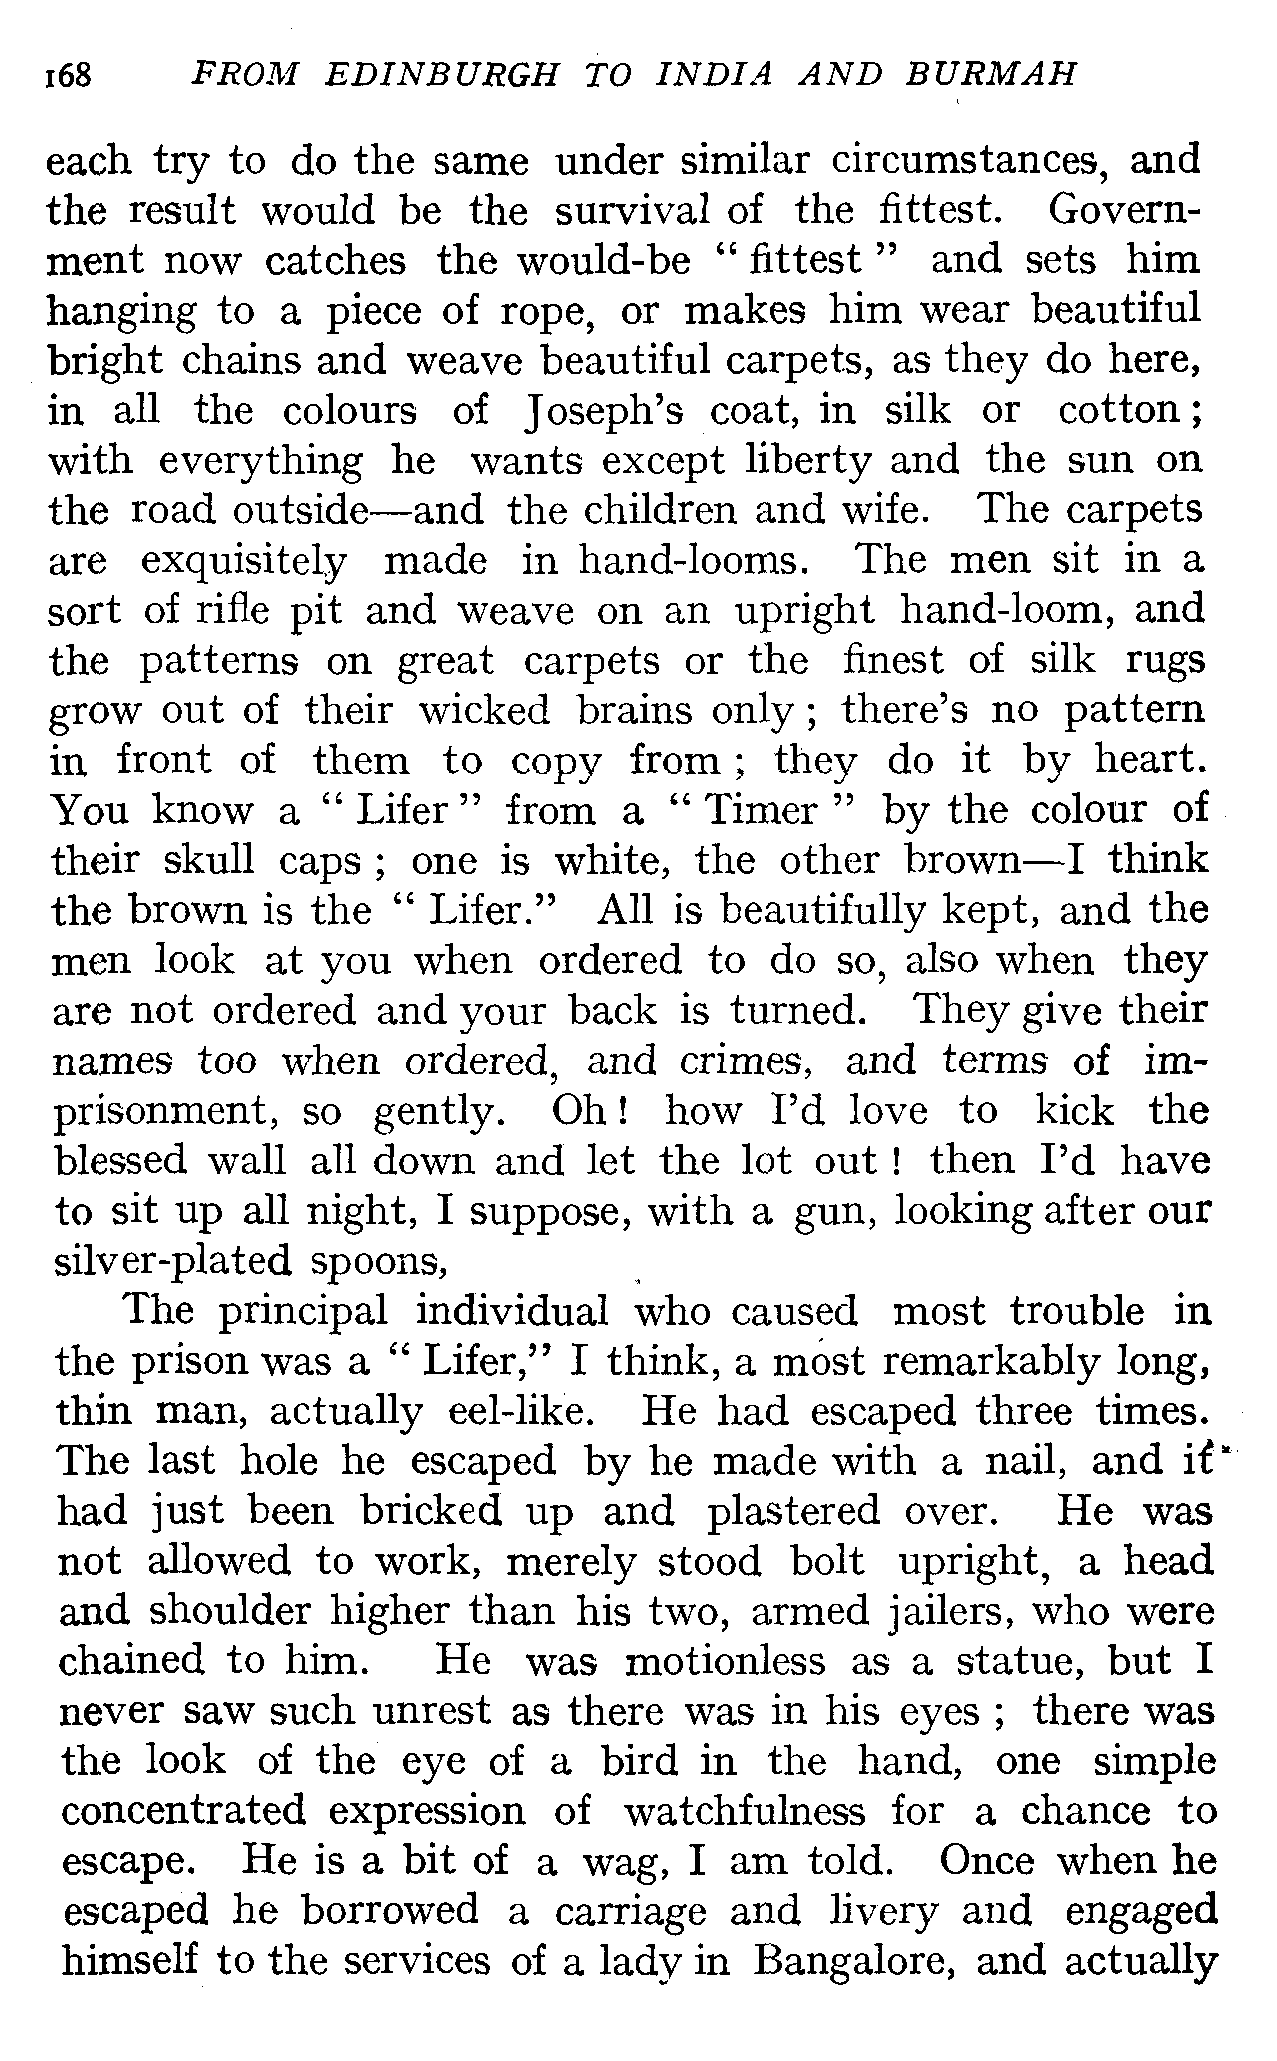 168 FROM EDINBURGH TO INDIA AND BURMAH
each try to do the same under similar circumstances, and
the result would be the survival of the fittest. Govern-
ment now catches the would-be “ fittest ” and sets him
hanging to a piece of rope, or makes him wear beautiful
bright chains and weave beautiful carpets, as they do here,
in all the colours of Joseph’s coat, in silk or cotton ;
with everything he wants except liberty and the sun on
the road outside—and the children and wife. The carpets
are exquisitely made in hand-looms. The men sit in a
sort of rifle pit and weave on an upright hand-loom, and
the patterns on great carpets or the finest of silk rugs
grow out of their wicked brains only ; there’s no pattern
in front of them to copy from ; they do it by heart.
You know a “ Lifer ” from a “ Timer ” by the colour of
their skull caps ; one is white, the other brown—I think
the brown is the “ Lifer.” All is beautifully kept, and the
men look at you when ordered to do so, also when they
are not ordered and your back is turned. They give their
names too when ordered, and crimes, and terms of im-
prisonment, so gently. Oh ! how I’d love to kick the
blessed wall all down and let the lot out ! then I’d have
to sit up all night, I suppose, with a gun, looking after our
silver-plated spoons,
The principal individual who caused most trouble in
the prison was a “ Lifer,” I think, a most remarkably long,
thin man, actually eel-like. He had escaped three times.
The last hole he escaped by he made with a nail, and it
had just been bricked up and plastered over. He was
not allowed to work, merely stood bolt upright, a head
and shoulder higher than his two, armed jailers, who were
chained to him. He was motionless as a statue, but I
never saw such unrest as there was in his eyes ; there was
the look of the eye of a bird in the hand, one simple
concentrated expression of watchfulness for a chance to
escape. He is a bit of a wag, I am told. Once when he
escaped he borrowed a carriage and livery and engaged
himself to the services of a lady in Bangalore, and actually